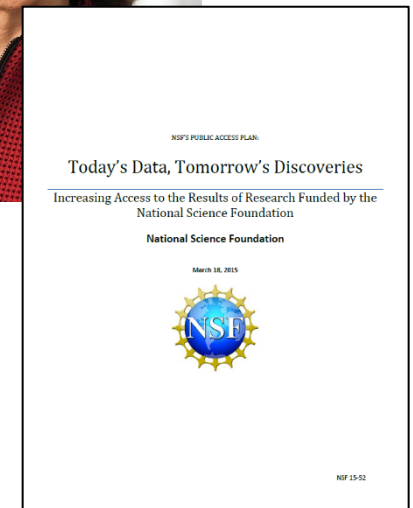 NSF'S PUBLIC ACCESS PLAN:
Today's Data, Tomorrow's Discoveries
Increasing Access to the Results of Research Funded by the
National Science Foundation
National Science Foundation
March 18, 2015
NSF
NSF 15-52